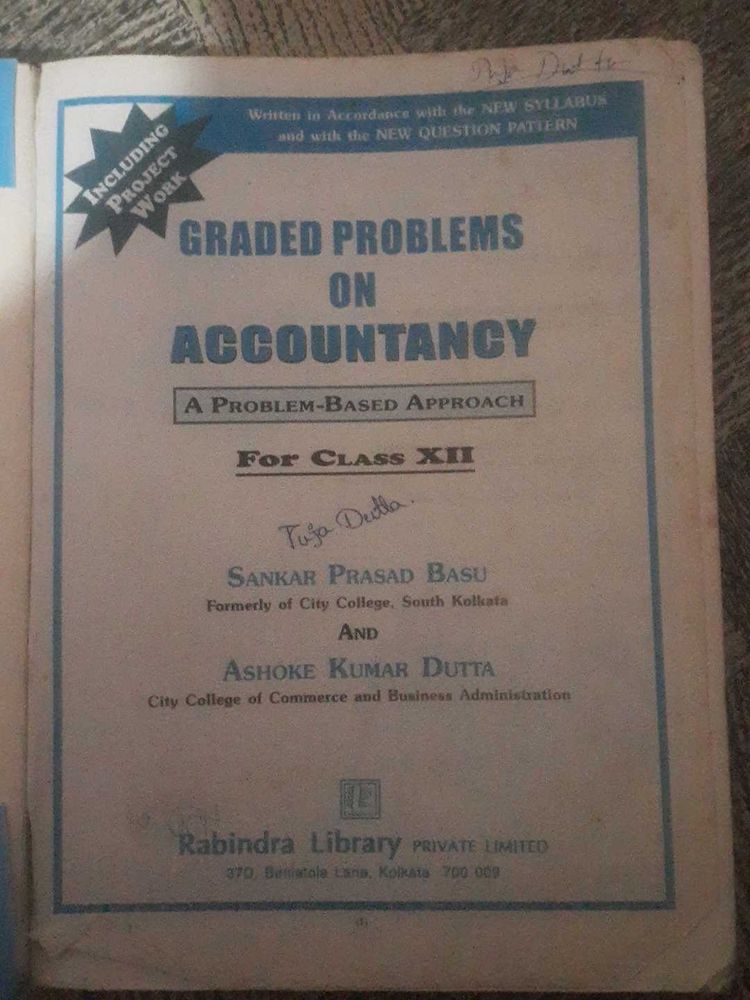 Puja Dutta
Written in Accordance with the NEW SYLLABUS
and with the NEW QUESTION PATTERN
INCLUDING
PROJECT
WORK
GRADED PROBLEMS
ON
ACCOUNTANCY
A PROBLEM-BASED APPROACH
FOR CLASS XII
Puja Dutta.
SANKAR PRASAD BASU
Formerly of City College, South Kolkata
AND
ASHOKE KUMAR DUTTA
City College of Commerce and Business Administration
Rabindra Library PRIVATE LIMITED
37D, Beniatola Lane, Kolkata 700 009